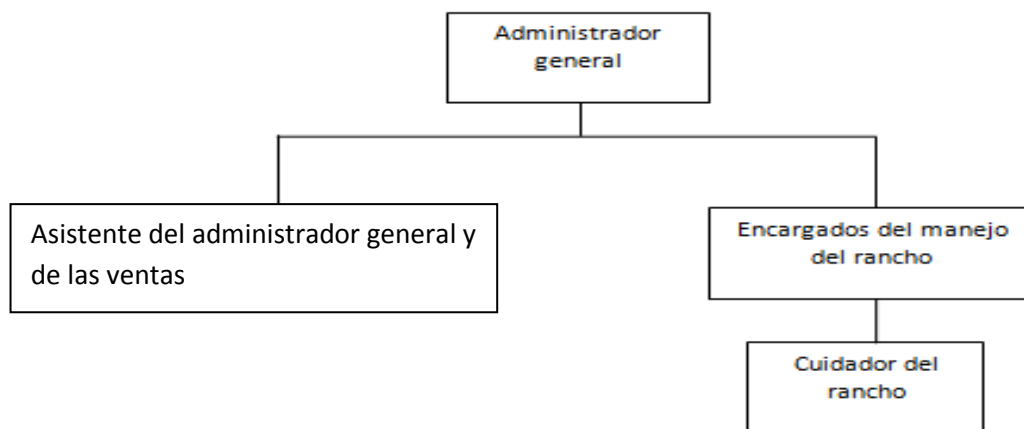 Administrador
general
Asistente del administrador general y
de las ventas
Encargados del manejo
del rancho
Cuidador del
rancho